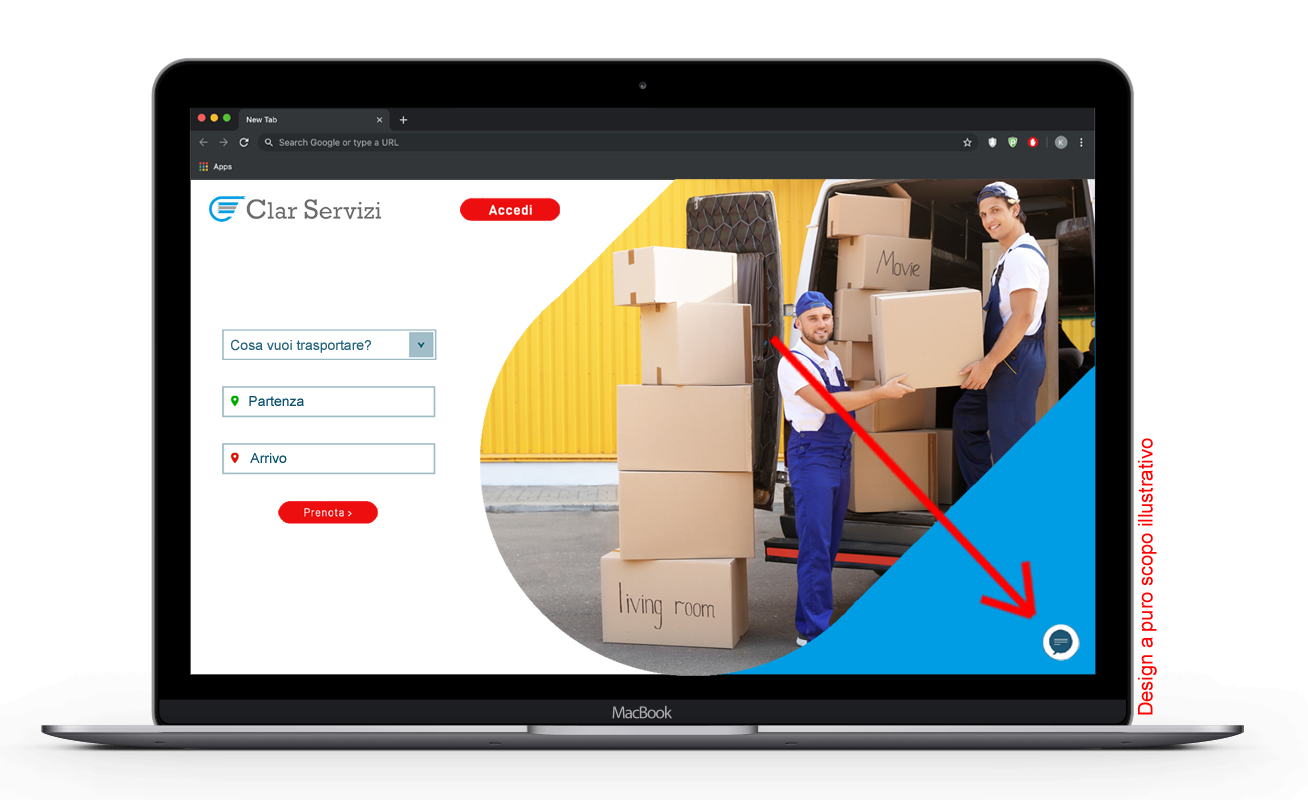 New Tab
Search Google or type a URL
K
Apps
Clar Servizi
Accedi
Movie
Cosa vuoi trasportare?
Partenza
Arrivo
Prenota >
living room
MacBook
Design a puro scopo illustrativo